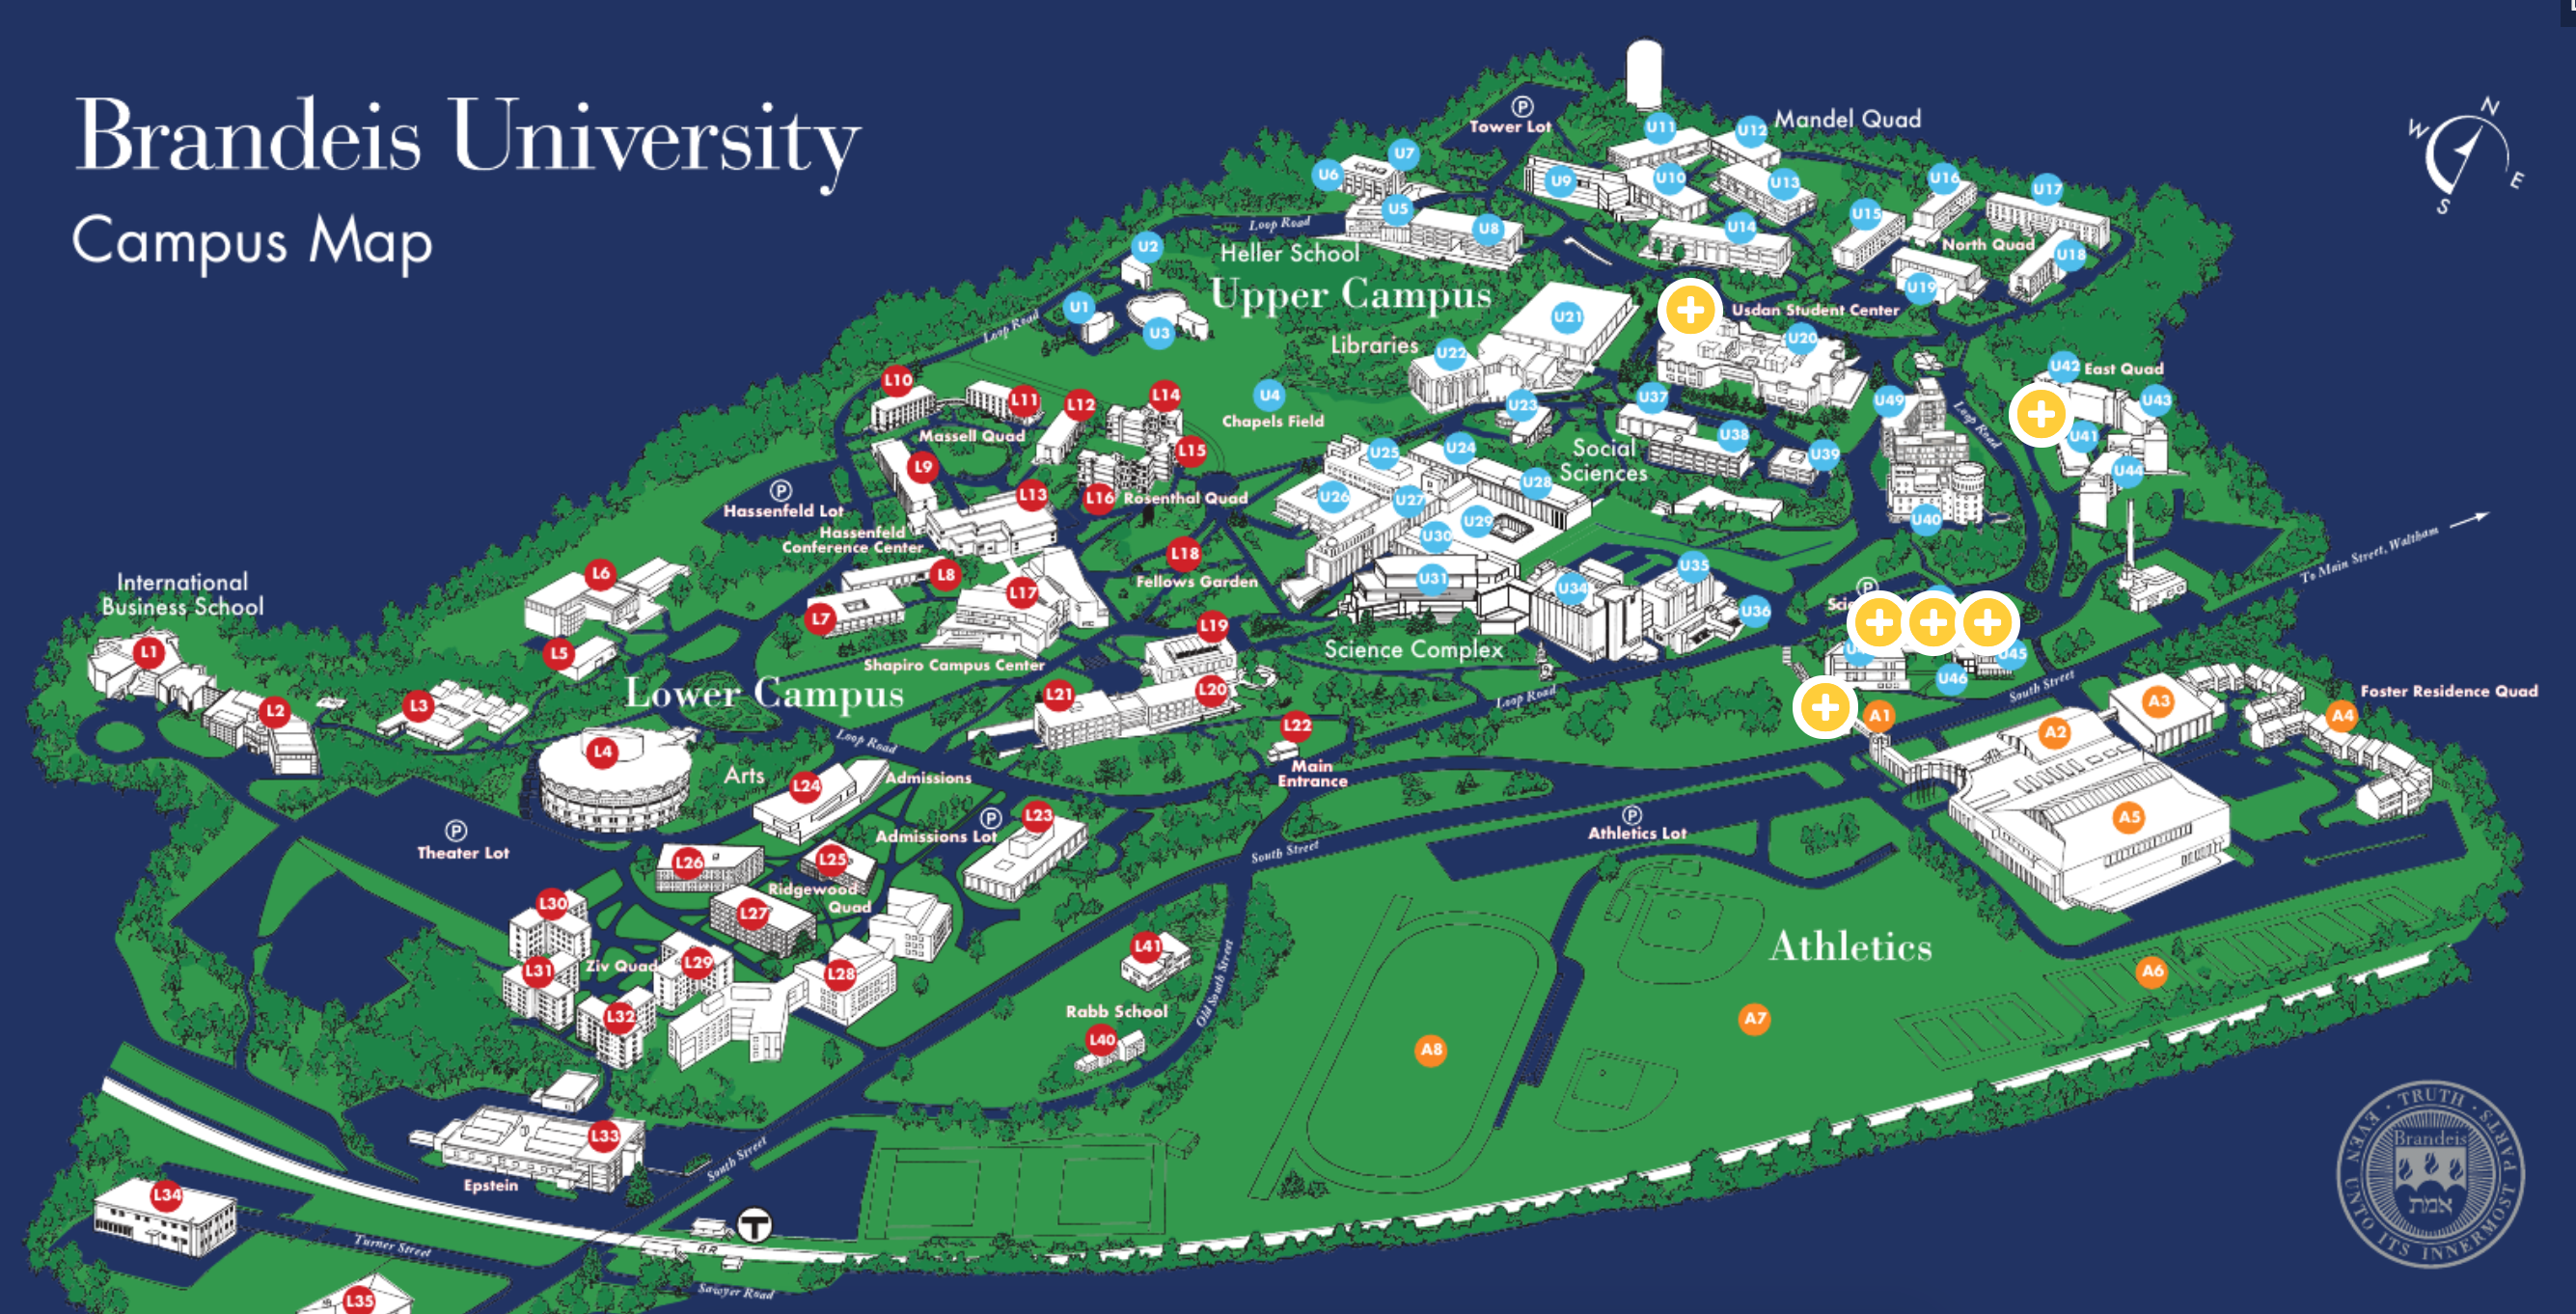 Brandeis University
Campus Map
N
W
E
S
P
Tower Lot
U11
U12
Mandel Quad
U7
U6
U9
U10
U13
U16
U17
U5
U15
U8
U14
North Quad
U18
U19
Loop Road
Heller School
Upper Campus
U2
U1
U3
Loop Road
U21
Usdan Student Center
U20
Libraries
U22
U4
Chapels Field
U23
U37
U38
U39
Social
Sciences
U49
Loop Road
U42
East Quad
U43
U41
U44
U40
To Main Street, Waltham
L10
L11
L12
L14
Massell Quad
L9
L15
L13
L16
Rosenthal Quad
P
Hassenfeld Lot
Hassenfeld
Conference Center
L18
Fellows Garden
U25
U24
U26
U27
U28
U29
U30
U31
U34
U35
U36
Science Complex
P
U45
U46
South Street
International
Business School
L6
L8
L7
L17
L1
L5
L19
Shapiro Campus Center
L2
L3
Lower Campus
L21
L20
L22
Main
Entrance
Loop Road
Loop Road
L4
Arts
L24
Admissions
P
Admissions Lot
L23
P
Theater Lot
L26
L25
Ridgewood
Quad
L27
L30
L31
Ziv Quad
L29
L28
L32
South Street
P
Athletics Lot
A1
A2
A3
A4
Foster Residence Quad
A5
Athletics
A6
A7
A8
L41
Rabb School
L40
Old South Street
L33
Epstein
South Street
L34
Turner Street
T
R R
Sawyer Road
L35
Brandeis
אמת
TRUTH · EVEN UNTO ITS INNERMOST PARTS ·